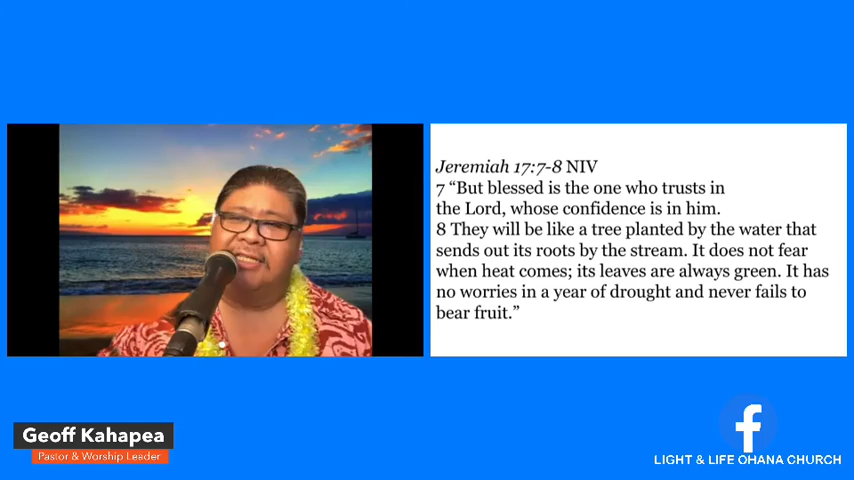 Jeremiah 17:7-8 NIV
7 “But blessed is the one who trusts in
the Lord, whose confidence is in him.
8 They will be like a tree planted by the water that
sends out its roots by the stream. It does not fear
when heat comes; its leaves are always green. It has
no worries in a year of drought and never fails to
bear fruit.”
Geoff Kahapea
Pastor & Worship Leader
LIGHT & LIFE OHANA CHURCH